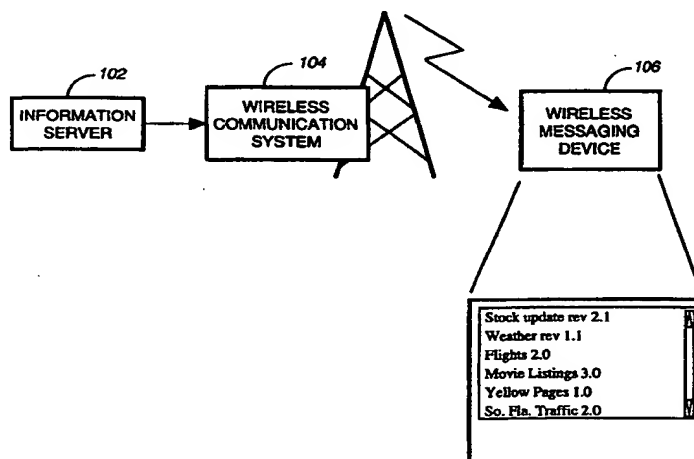 102
INFORMATION
SERVER
104
WIRELESS
COMMUNICATION
SYSTEM
106
WIRELESS
MESSAGING
DEVICE
Stock update rev 2.1
Weather rev 1.1
Flights 2.0
Movie Listings 3.0
Yellow Pages 1.0
So. Fla. Traffic 2.0